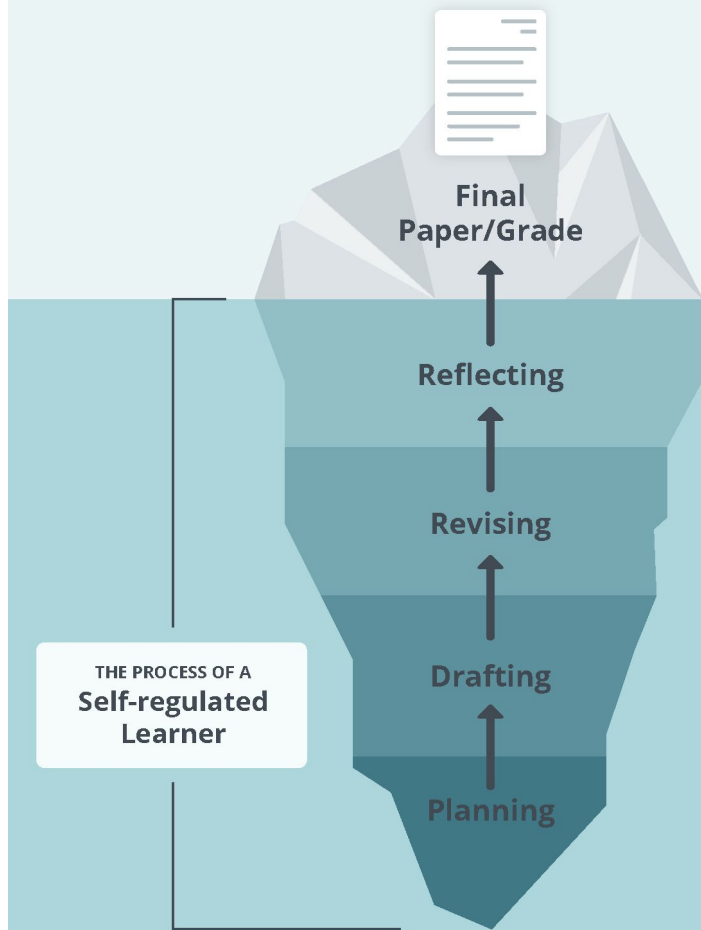 Final
Paper/Grade
Reflecting
Revising
Drafting
Planning
THE PROCESS OF A
Self-regulated
Learner